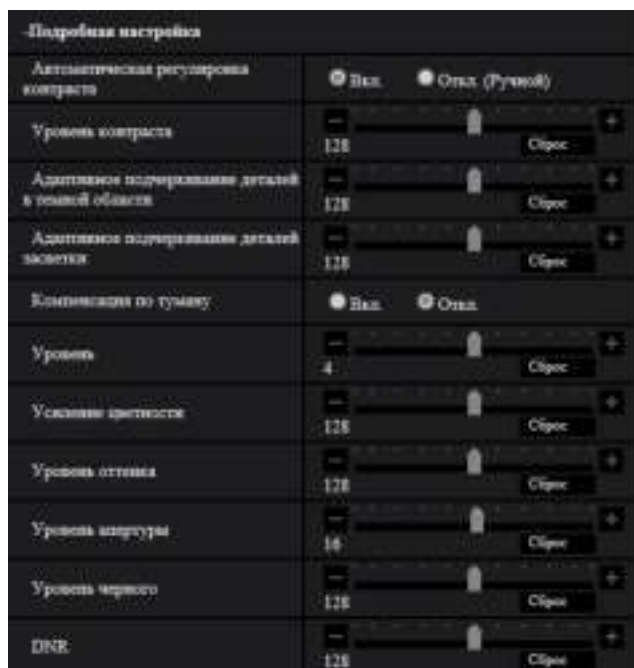 -Подробная настройка
Автоматическая регулировка
контраста
Вкл. Откл. (Ручной)
Уровень контраста
128 Сброс
Адаптивное подчеркивание деталей
в темной области
128 Сброс
Адаптивное подчеркивание деталей
засветки
128 Сброс
Компенсация по туману
Вкл. Откл.
Уровень
4 Сброс
Усиление цветности
128 Сброс
Уровень оттенка
128 Сброс
Уровень апертуры
16 Сброс
Уровень черного
128 Сброс
DNR
128